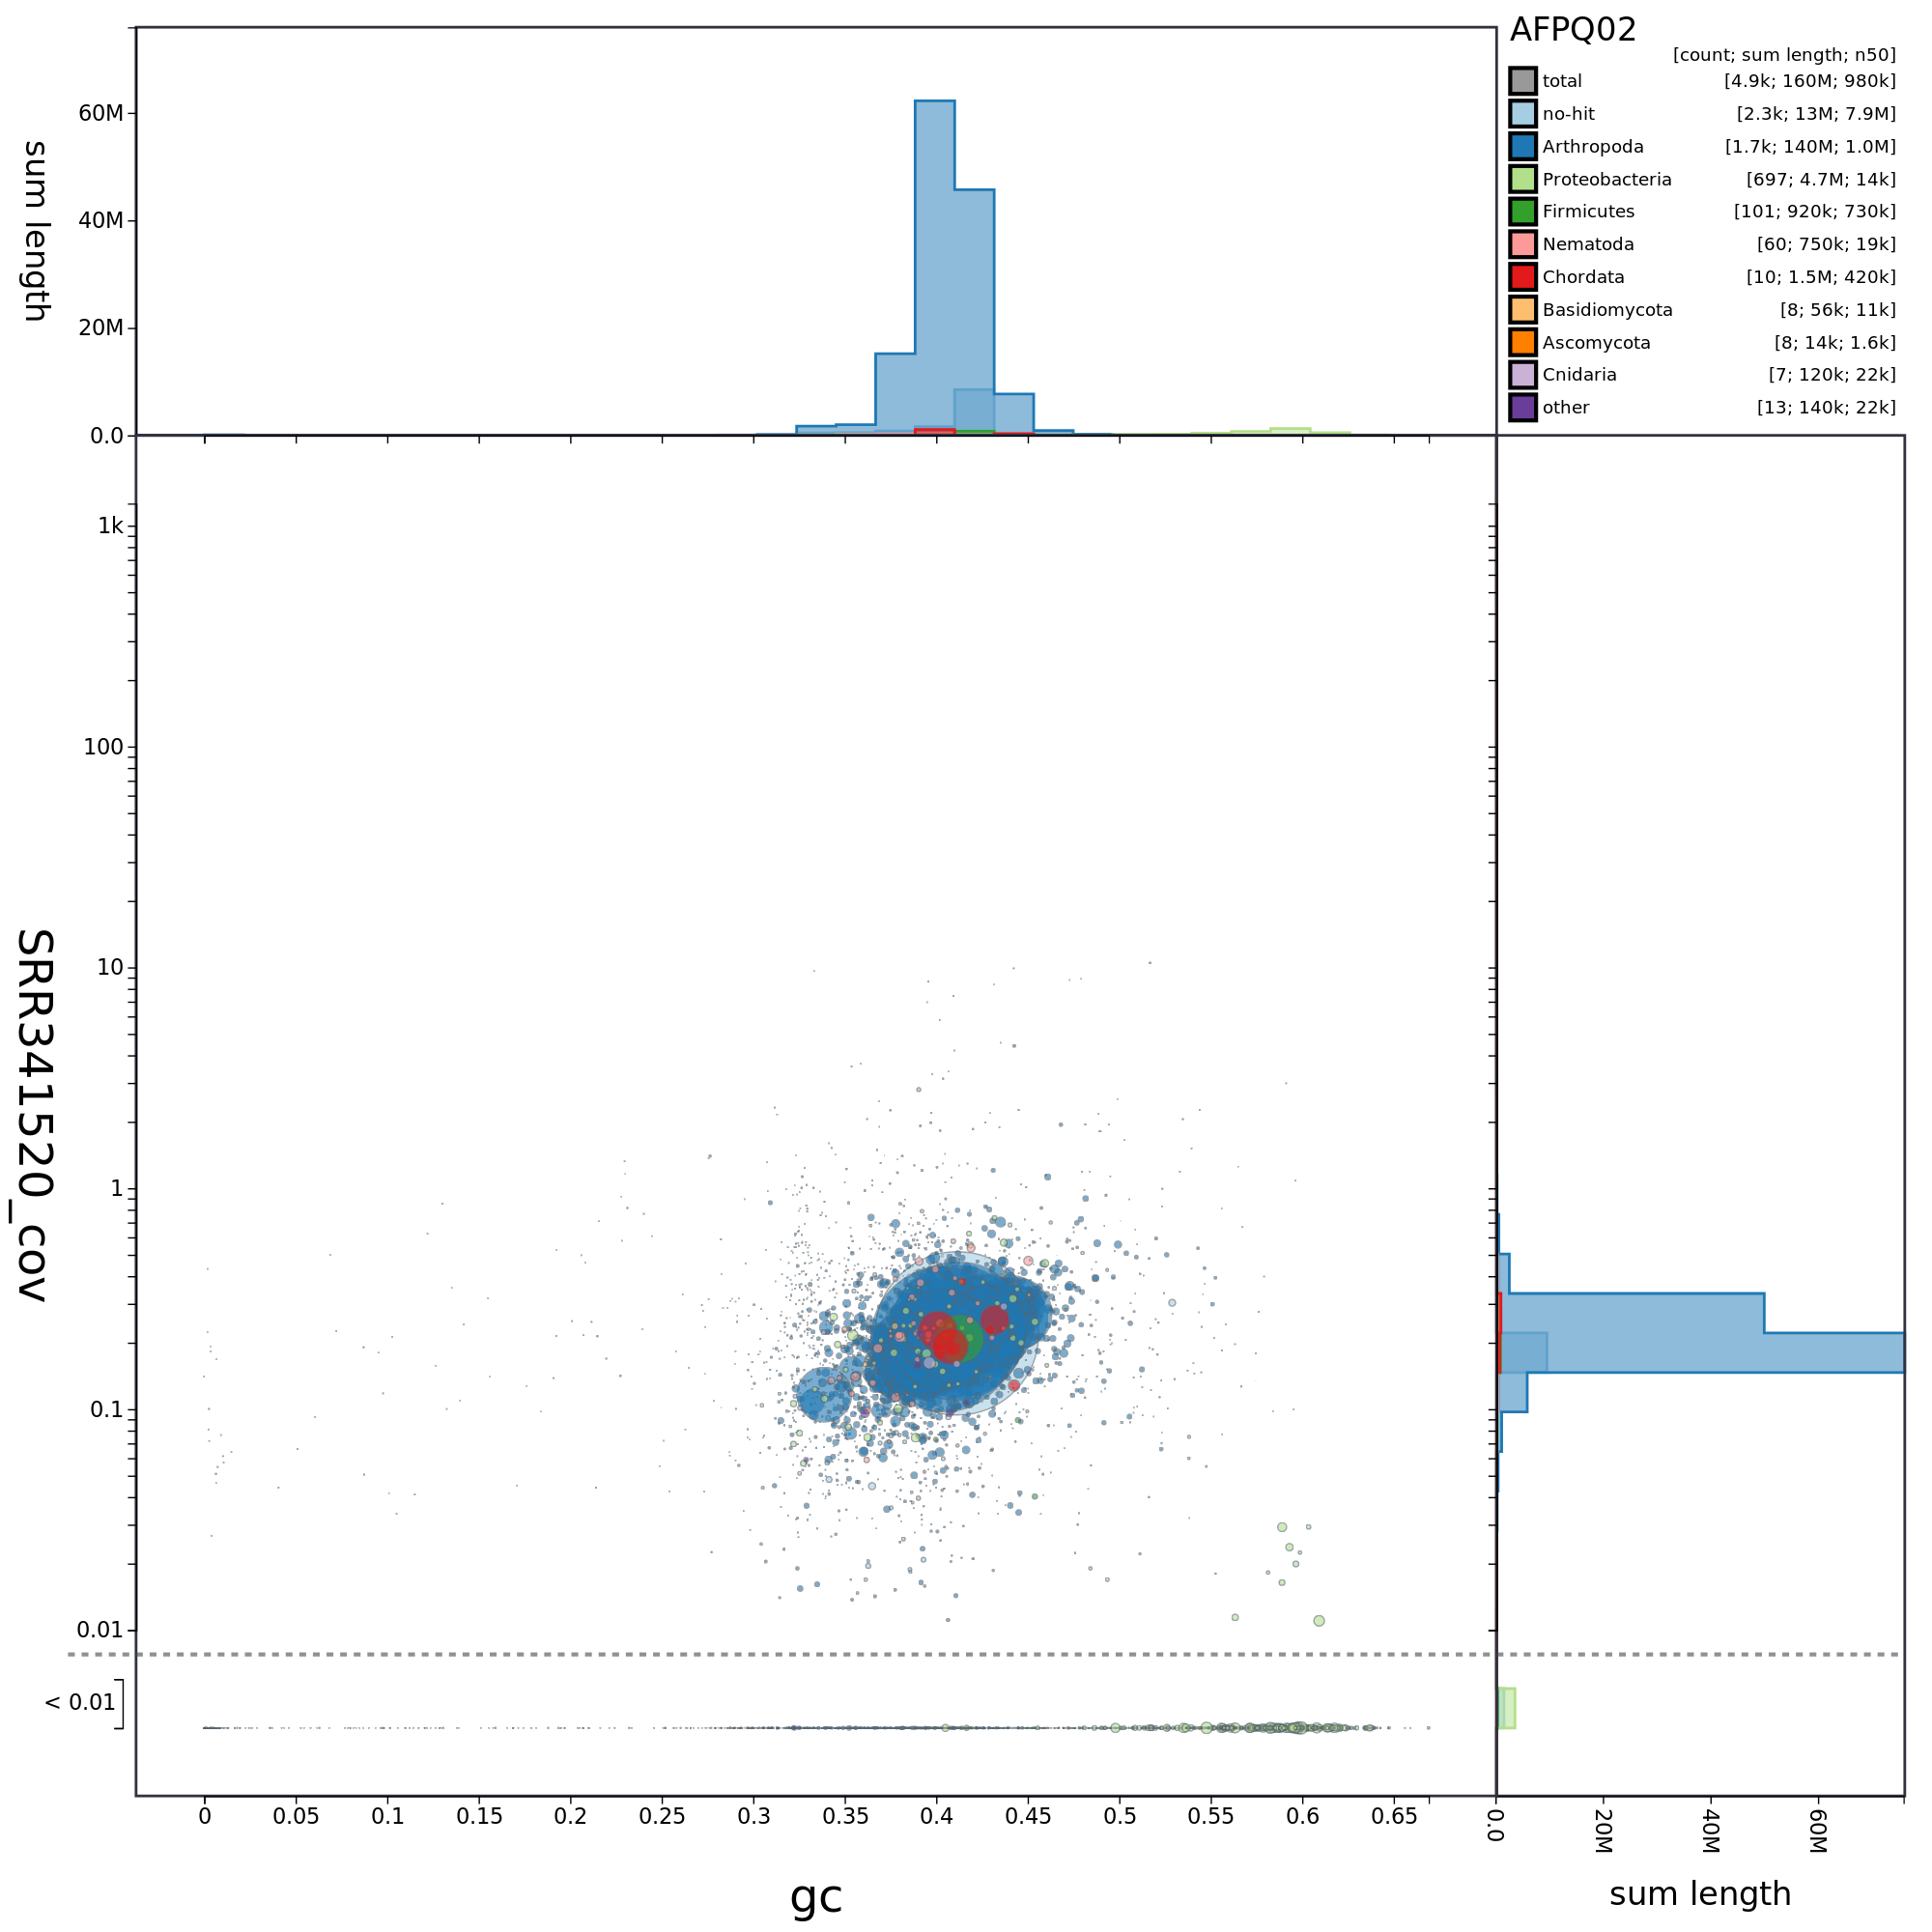 AFPQ02
[count; sum length; n50]
total [4.9k; 160M; 980k]
no-hit [2.3k; 13M; 7.9M]
Arthropoda [1.7k; 140M; 1.0M]
Proteobacteria [697; 4.7M; 14k]
Firmicutes [101; 920k; 730k]
Nematoda [60; 750k; 19k]
Chordata [10; 1.5M; 420k]
Basidiomycota [8; 56k; 11k]
Ascomycota [8; 14k; 1.6k]
Cnidaria [7; 120k; 22k]
other [13; 140k; 22k]
sum length
60M
40M
20M
0.0
SRR341520_cov
1k
100
10
1
0.1
0.01
< 0.01
0 0.05 0.1 0.15 0.2 0.25 0.3 0.35 0.4 0.45 0.5 0.55 0.6 0.65
gc
0.0 20M 40M 60M
sum length